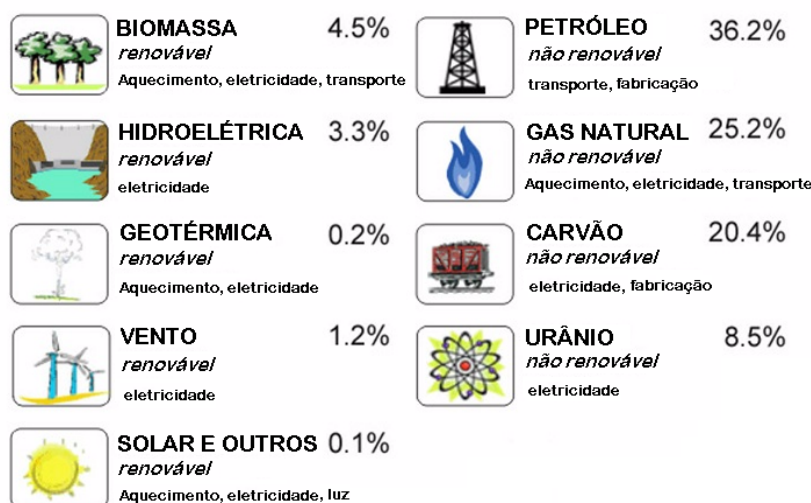 BIOMASSA 4.5%
renovável
Aquecimento, eletricidade, transporte
HIDROELÉTRICA 3.3%
renovável
eletricidade
GEOTÉRMICA 0.2%
renovável
Aquecimento, eletricidade
VENTO 1.2%
renovável
eletricidade
SOLAR E OUTROS 0.1%
renovável
Aquecimento, eletricidade, luz
PETRÓLEO 36.2%
não renovável
transporte, fabricação
GAS NATURAL 25.2%
não renovável
Aquecimento, eletricidade, transporte
CARVÃO 20.4%
não renovável
eletricidade, fabricação
URÂNIO 8.5%
não renovável
eletricidade